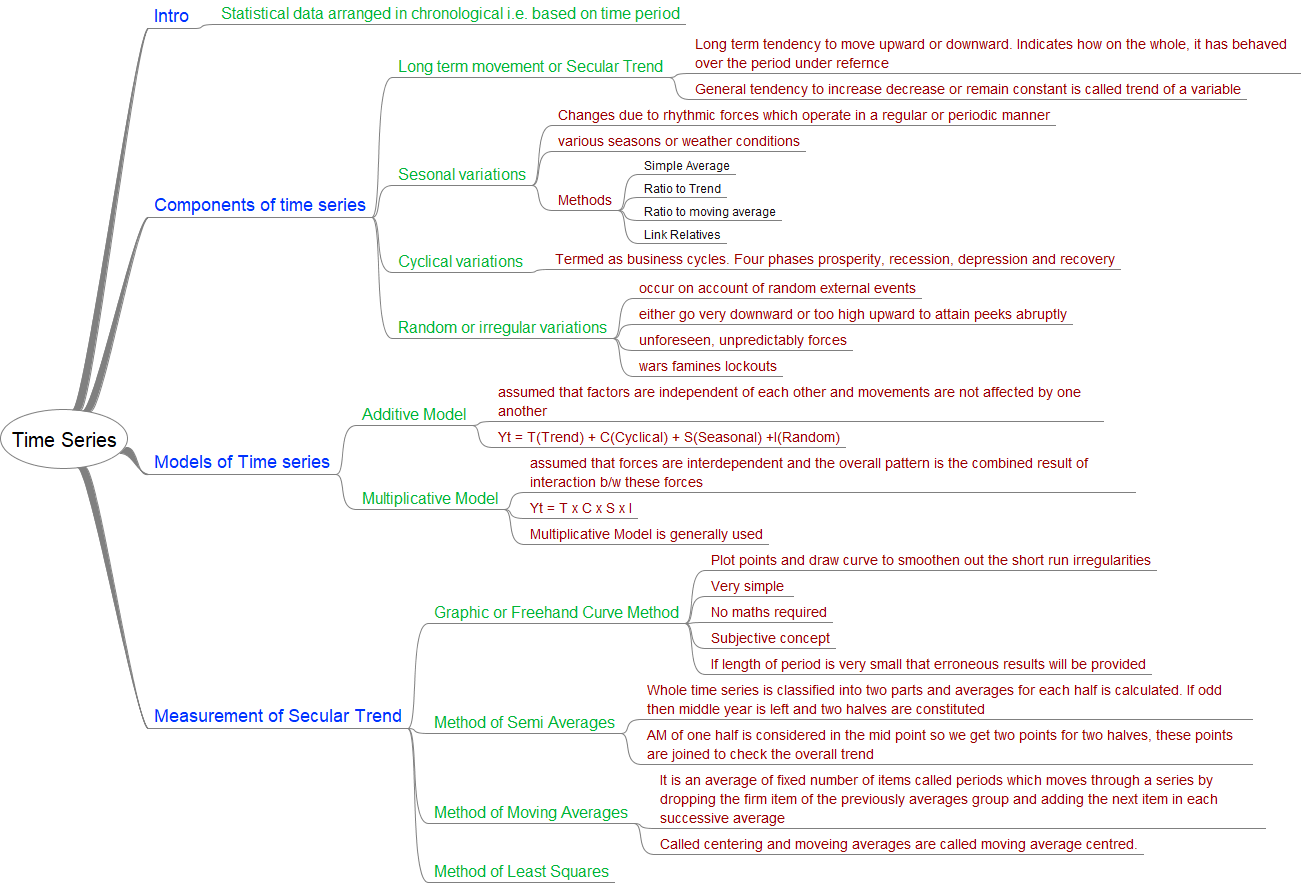 Intro
Statistical data arranged in chronological i.e. based on time period
Long term movement or Secular Trend
Long term tendency to move upward or downward. Indicates how on the whole, it has behaved
over the period under refernce
General tendency to increase decrease or remain constant is called trend of a variable
Components of time series
Sesonal variations
Changes due to rhythmic forces which operate in a regular or periodic manner
various seasons or weather conditions
Methods
Simple Average
Ratio to Trend
Ratio to moving average
Link Relatives
Cyclical variations
Termed as business cycles. Four phases prosperity, recession, depression and recovery
Random or irregular variations
occur on account of random external events
either go very downward or too high upward to attain peeks abruptly
unforeseen, unpredictably forces
wars famines lockouts
Time Series
Models of Time series
Additive Model
assumed that factors are independent of each other and movements are not affected by one
another
Yt = T(Trend) + C(Cyclical) + S(Seasonal) +I(Random)
Multiplicative Model
assumed that forces are interdependent and the overall pattern is the combined result of
interaction b/w these forces
Yt = T x C x S x I
Multiplicative Model is generally used
Measurement of Secular Trend
Graphic or Freehand Curve Method
Plot points and draw curve to smoothen out the short run irregularities
Very simple
No maths required
Subjective concept
If length of period is very small that erroneous results will be provided
Method of Semi Averages
Whole time series is classified into two parts and averages for each half is calculated. If odd
then middle year is left and two halves are constituted
AM of one half is considered in the mid point so we get two points for two halves, these points
are joined to check the overall trend
Method of Moving Averages
It is an average of fixed number of items called periods which moves through a series by
dropping the firm item of the previously averages group and adding the next item in each
successive average
Called centering and moveing averages are called moving average centred.
Method of Least Squares